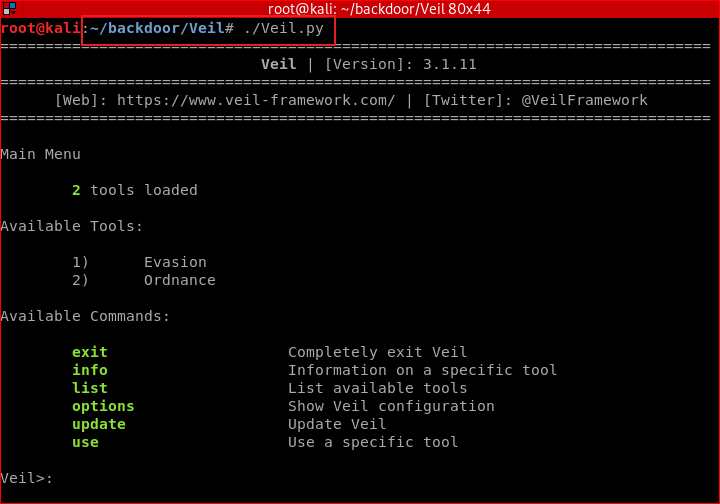 root@kali: ~/backdoor/Veil 80x44
root@kali:~/backdoor/Veil# ./Veil.py
===============================================================================
Veil | [Version]: 3.1.11
===============================================================================
[Web]: https://www.veil-framework.com/ | [Twitter]: @VeilFramework
===============================================================================
Main Menu
2 tools loaded
Available Tools:
1) Evasion
2) Ordnance
Available Commands:
exit Completely exit Veil
info Information on a specific tool
list List available tools
options Show Veil configuration
update Update Veil
use Use a specific tool
Veil>: